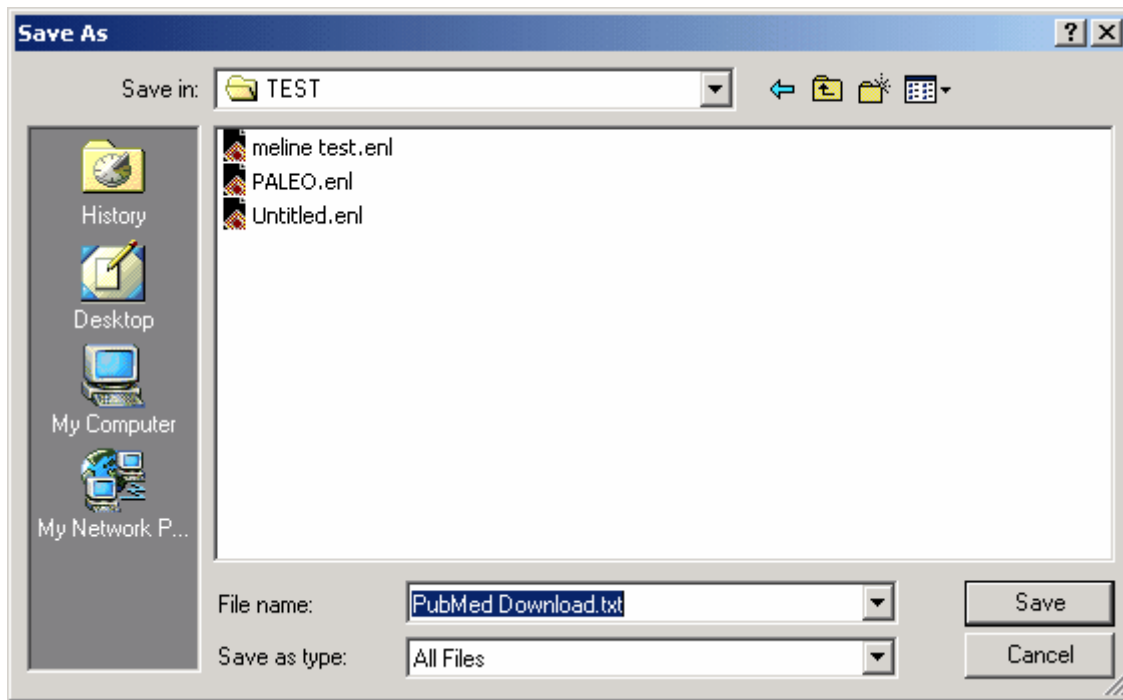 Save As
Save in:
TEST
meline test.enl
PALEO.enl
Untitled.enl
History
Desktop
My Computer
My Network P...
File name:
PubMed Download.txt
Save
Save as type:
All Files
Cancel